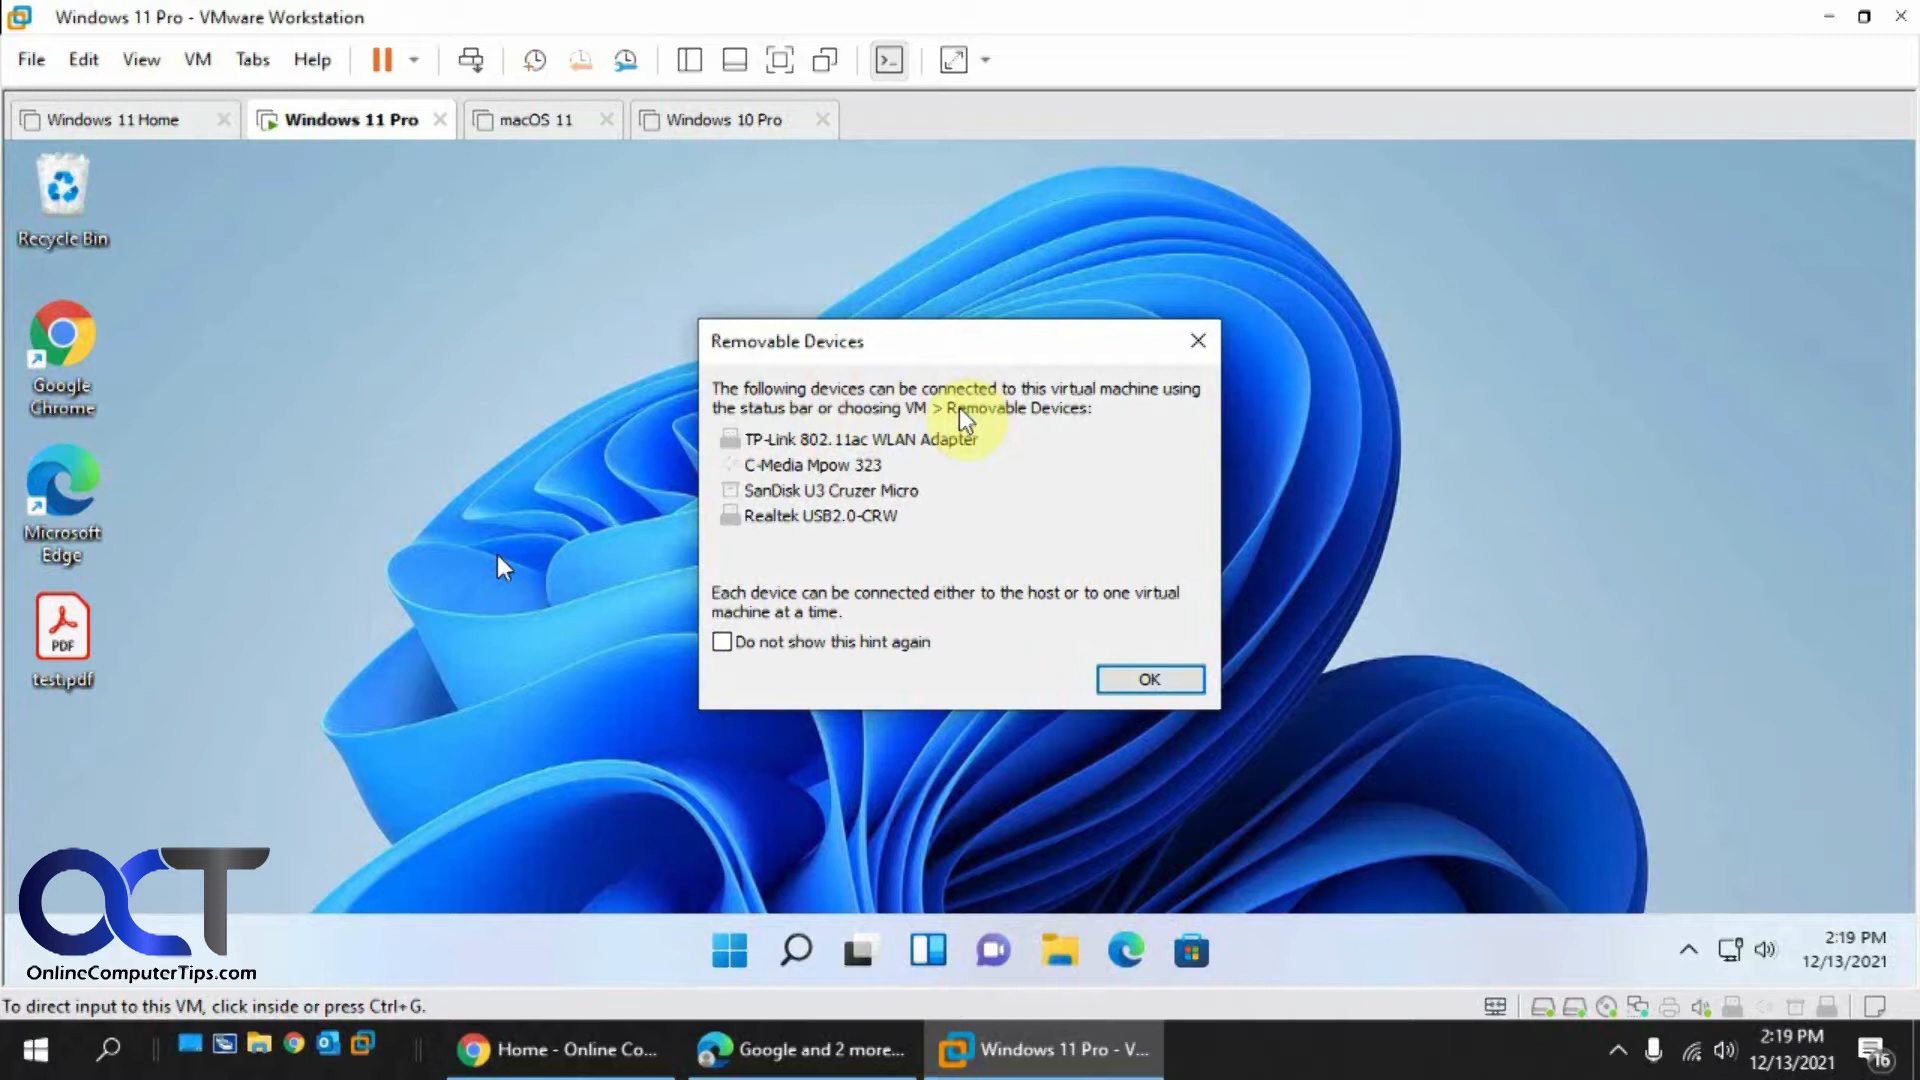 Windows 11 Pro - VMware Workstation
File Edit View VM Tabs Help
Windows 11 Home Windows 11 Pro macOS 11 Windows 10 Pro
Recycle Bin
Google
Chrome
Microsoft
Edge
PDF
test.pdf
Removable Devices
The following devices can be connected to this virtual machine using
the status bar or choosing VM > Removable Devices:
TP-Link 802.11ac WLAN Adapter
C-Media Mpow 323
SanDisk U3 Cruzer Micro
Realtek USB2.0-CRW
Each device can be connected either to the host or to one virtual
machine at a time.
Do not show this hint again
OK
OCT
OnlineComputerTips.com
2:19 PM
12/13/2021
To direct input to this VM, click inside or press Ctrl+G.
Home - Online Co...
Google and 2 more...
Windows 11 Pro - V...
2:19 PM
12/13/2021
16